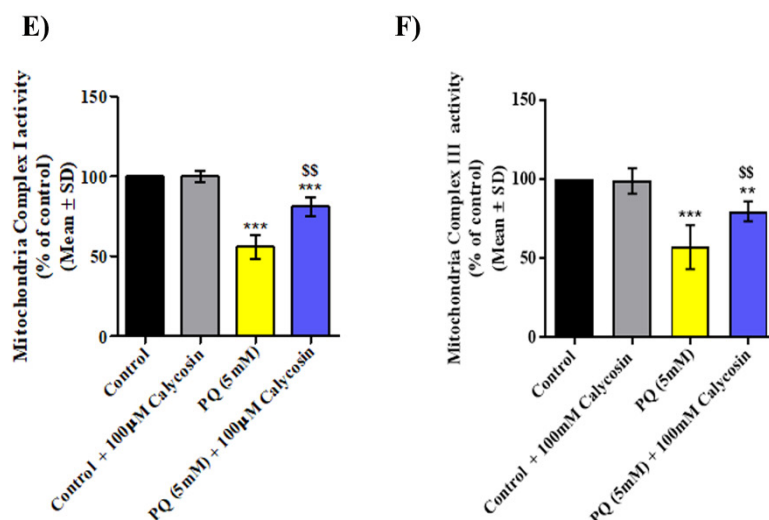 E)
Mitochondria Complex I activity
(% of control)
(Mean ± SD)
150
100
50
0
***
$$
***
Control
Control + 100µM Calycosin
PQ (5mM)
PQ (5mM) + 100µM Calycosin
F)
Mitochondria Complex III activity
(% of control)
(Mean ± SD)
150
100
50
0
***
$$
**
Control
Control + 100mM Calycosin
PQ (5mM)
PQ (5mM) + 100mM Calycosin